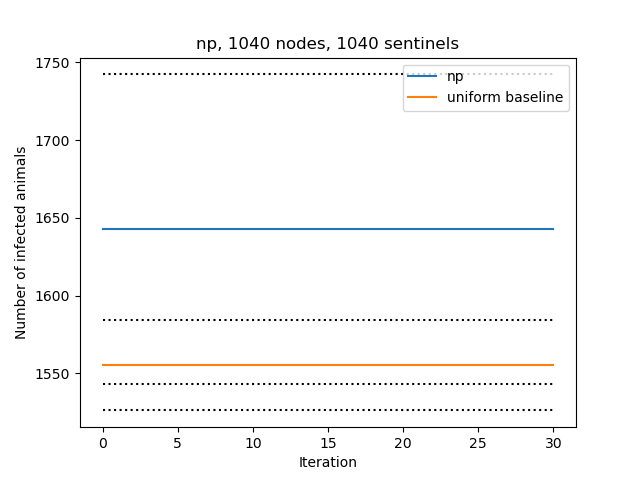 np, 1040 nodes, 1040 sentinels
np
uniform baseline
Number of infected animals
1750
1700
1650
1600
1550
0 5 10 15 20 25 30
Iteration